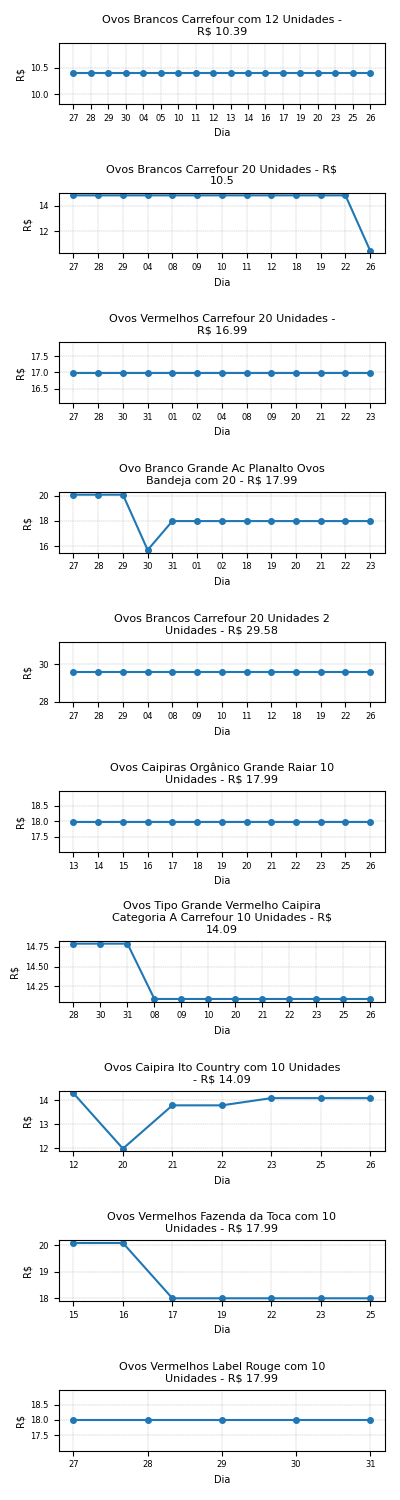 Ovos Brancos Carrefour com 12 Unidades -
R$ 10.39
R$
10.5
10.0
27 28 29 30 04 05 10 11 12 13 14 16 17 19 20 23 25 26
Dia
Ovos Brancos Carrefour 20 Unidades - R$
10.5
R$
14
12
27 28 29 04 08 09 10 11 12 18 19 22 26
Dia
Ovos Vermelhos Carrefour 20 Unidades -
R$ 16.99
R$
17.5
17.0
16.5
27 28 30 31 01 02 04 08 09 20 21 22 23
Dia
Ovo Branco Grande Ac Planalto Ovos
Bandeja com 20 - R$ 17.99
R$
20
18
16
27 28 29 30 31 01 02 18 19 20 21 22 23
Dia
Ovos Brancos Carrefour 20 Unidades 2
Unidades - R$ 29.58
R$
30
28
27 28 29 04 08 09 10 11 12 18 19 22 26
Dia
Ovos Caipiras Orgânico Grande Raiar 10
Unidades - R$ 17.99
R$
18.5
18.0
17.5
13 14 15 16 17 18 19 20 21 22 23 25 26
Dia
Ovos Tipo Grande Vermelho Caipira
Categoria A Carrefour 10 Unidades - R$
14.09
R$
14.75
14.50
14.25
28 30 31 08 09 10 20 21 22 23 25 26
Dia
Ovos Caipira Ito Country com 10 Unidades
- R$ 14.09
R$
14
13
12
12 20 21 22 23 25 26
Dia
Ovos Vermelhos Fazenda da Toca com 10
Unidades - R$ 17.99
R$
20
19
18
15 16 17 19 22 23 25
Dia
Ovos Vermelhos Label Rouge com 10
Unidades - R$ 17.99
R$
18.5
18.0
17.5
27 28 29 30 31
Dia